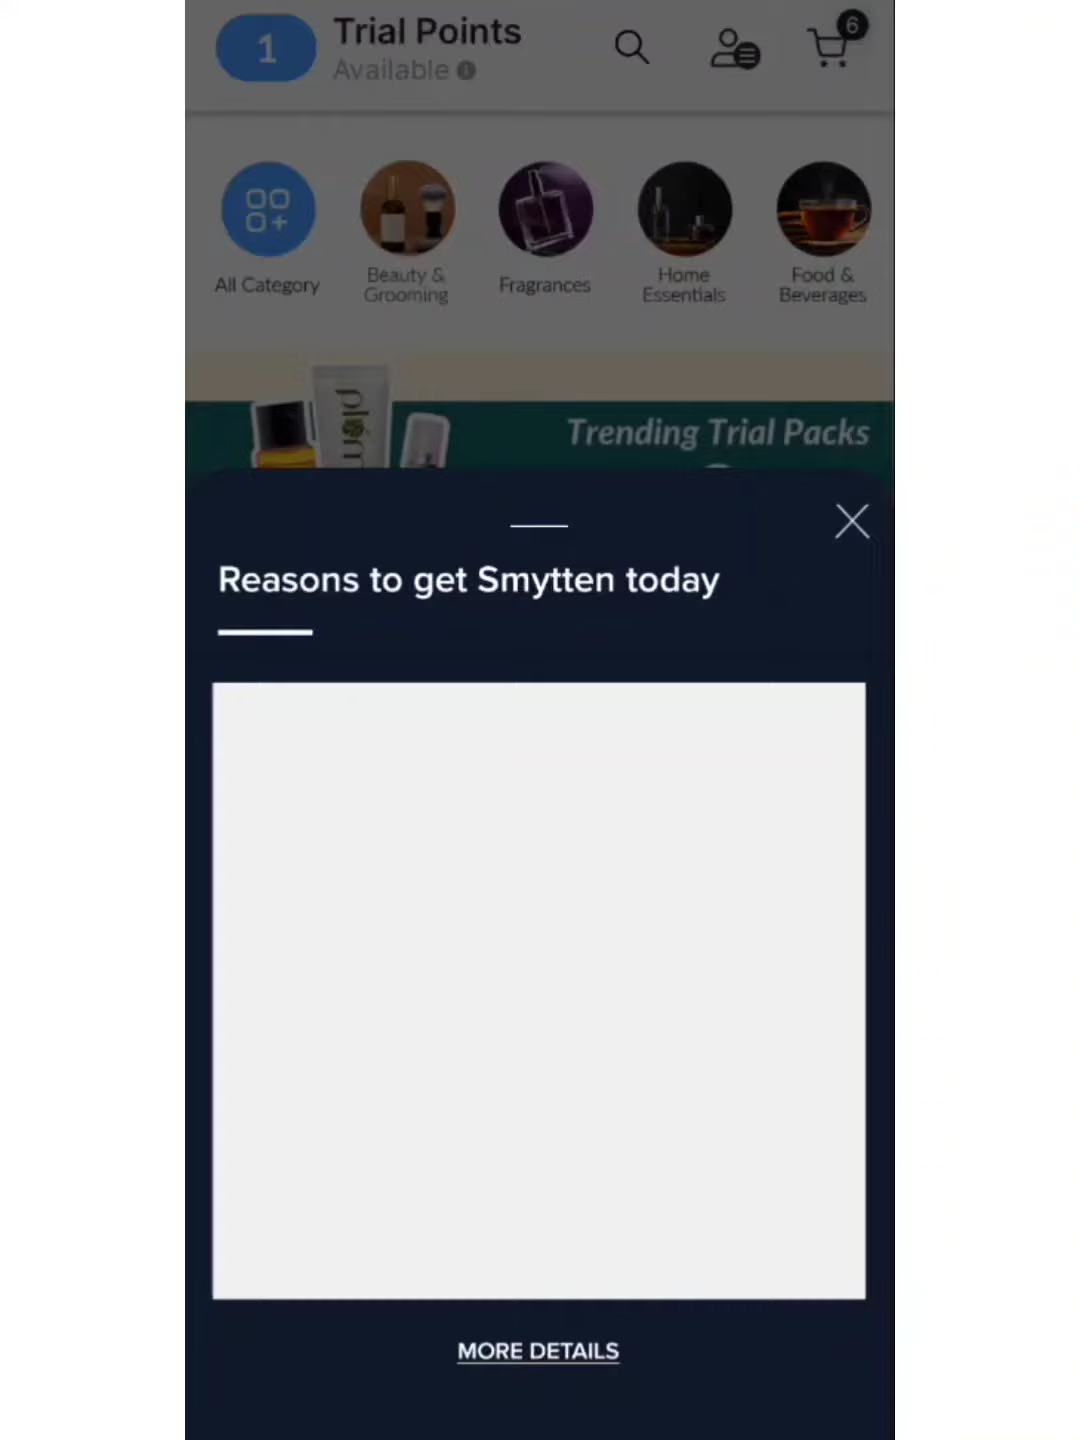 1
Trial Points
Available
6
All Category
Beauty &
Grooming
Fragrances
Home
Essentials
Food &
Beverages
plum
Trending Trial Packs
Reasons to get Smytten today
MORE DETAILS